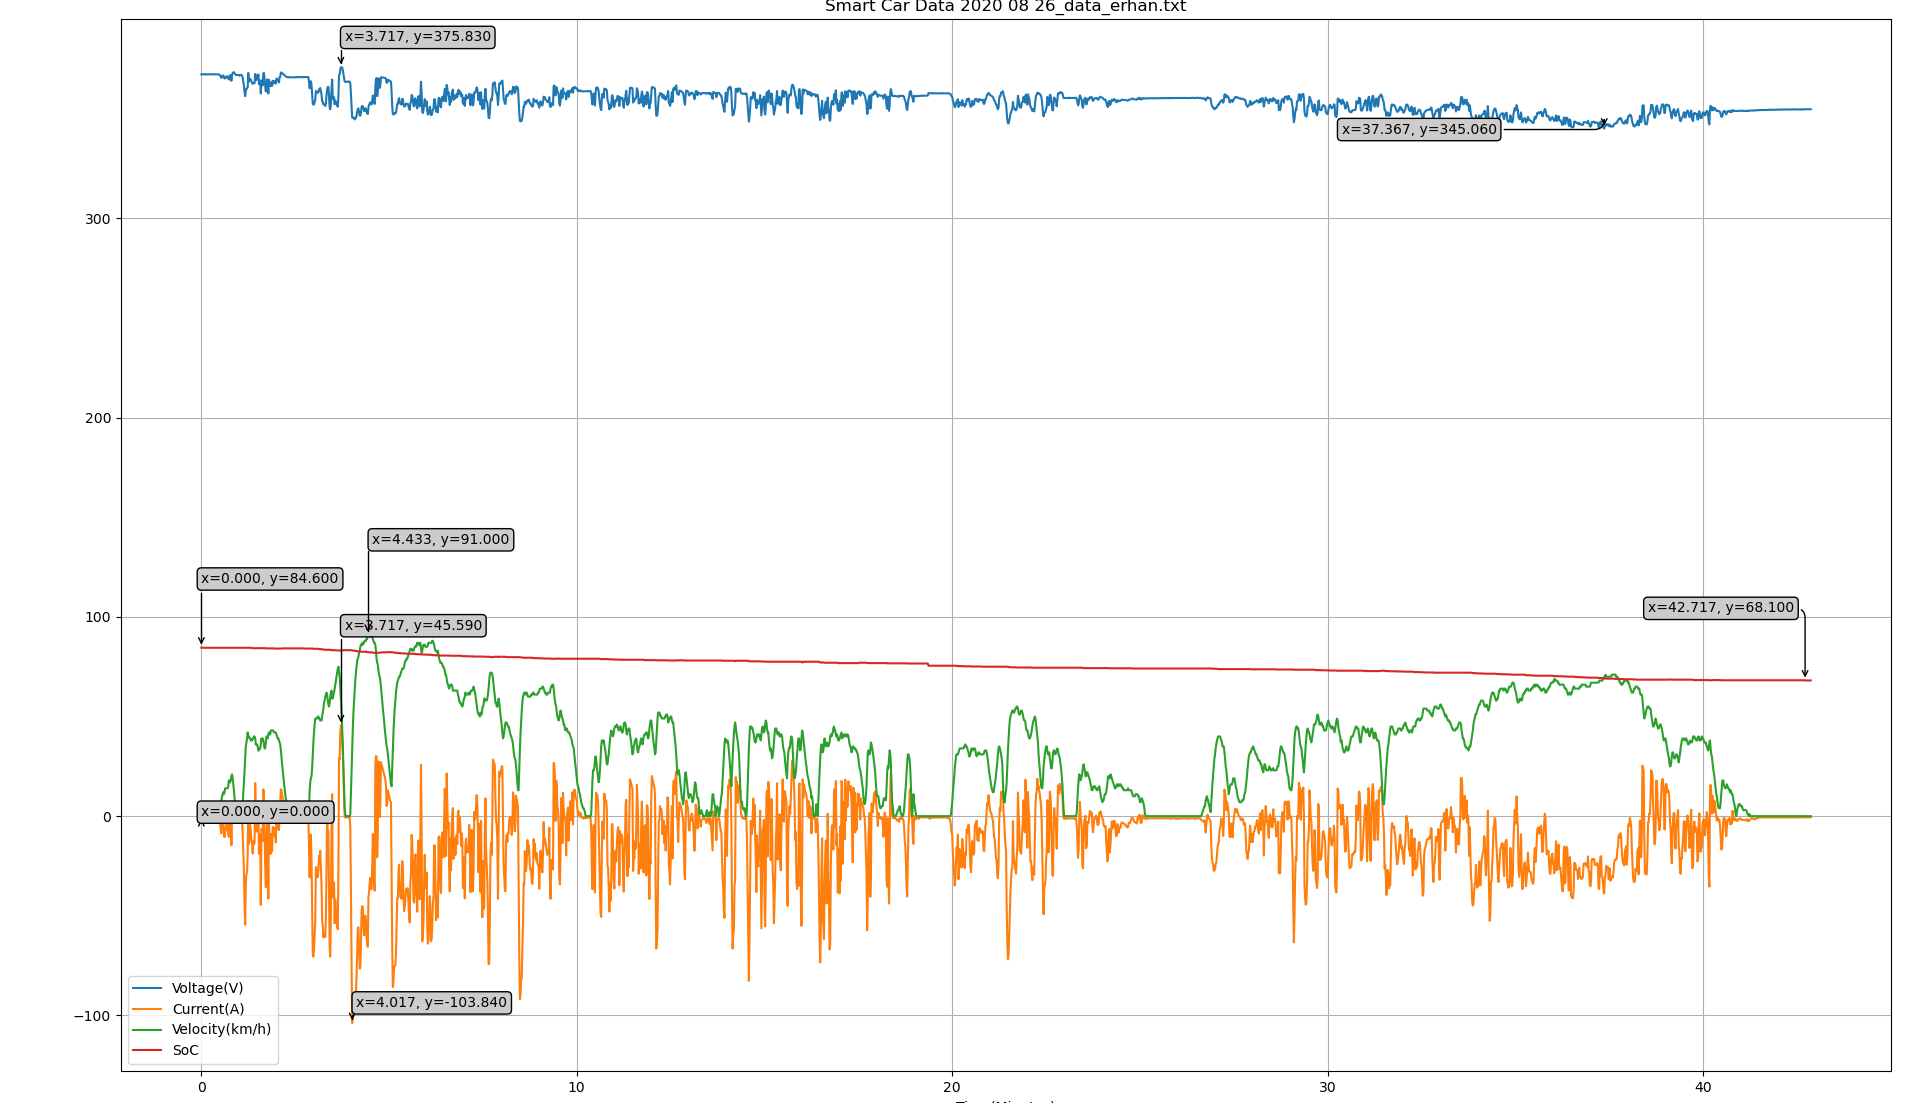 Smart Car Data 2020 08 26_data_erhan.txt
x=3.717, y=375.830
x=37.367, y=345.060
300
200
x=4.433, y=91.000
x=0.000, y=84.600
x=42.717, y=68.100
100
x=3.717, y=45.590
x=0.000, y=0.000
0
x=4.017, y=-103.840
−100
Voltage(V)
Current(A)
Velocity(km/h)
SoC
0 10 20 30 40